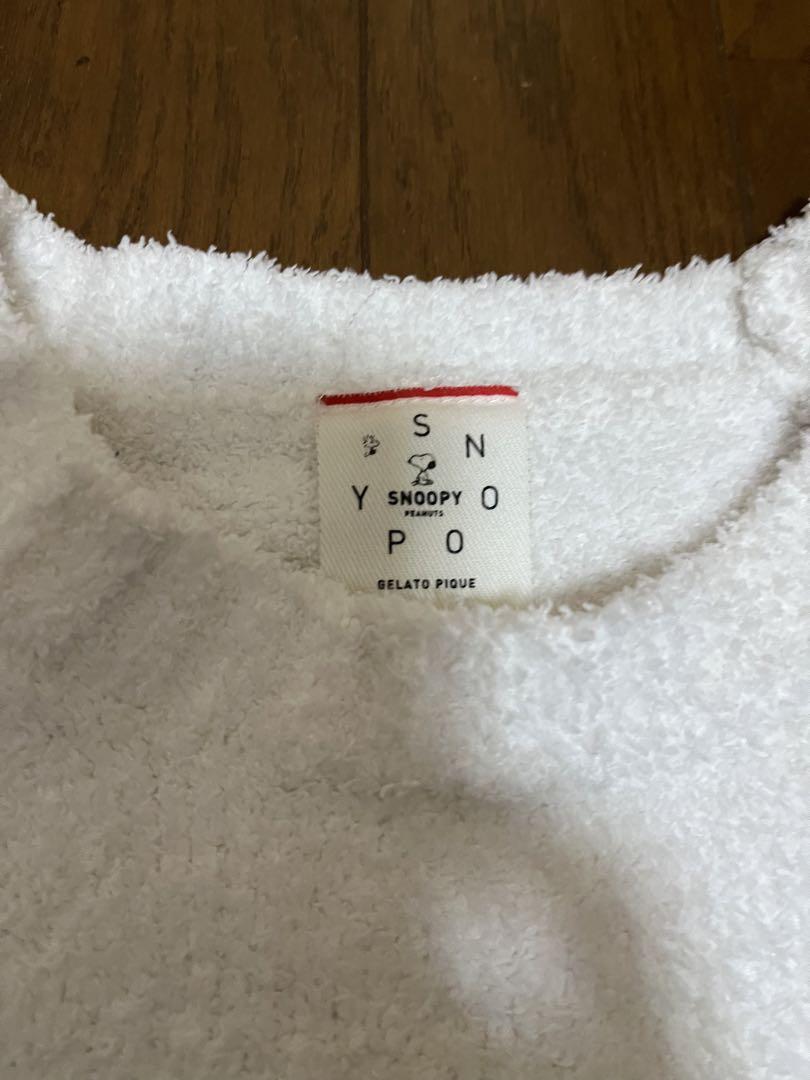 S
N
Y SNOOPY O
PEANUTS
P O
GELATO PIQUE